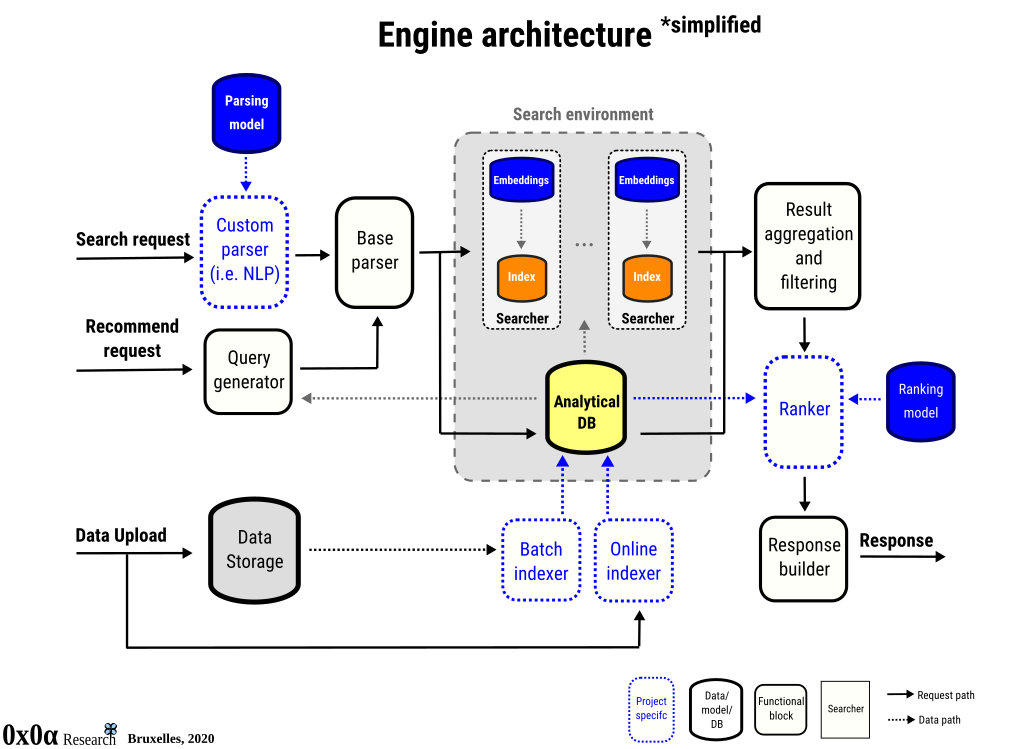 Engine architecture *simplified
Parsing
model
Search environment
Embeddings
Embeddings
Search request
Custom
parser
(i.e. NLP)
Base
parser
...
Index
Index
Searcher
Searcher
Result
aggregation
and
filtering
Recommend
request
Query
generator
Analytical
DB
Ranker
Ranking
model
Data Upload
Data
Storage
Batch
indexer
Online
indexer
Response
builder
Response
Project
specifc
Data/
model/
DB
Functional
block
Searcher
Request path
Data path
0x0α Research
Bruxelles, 2020